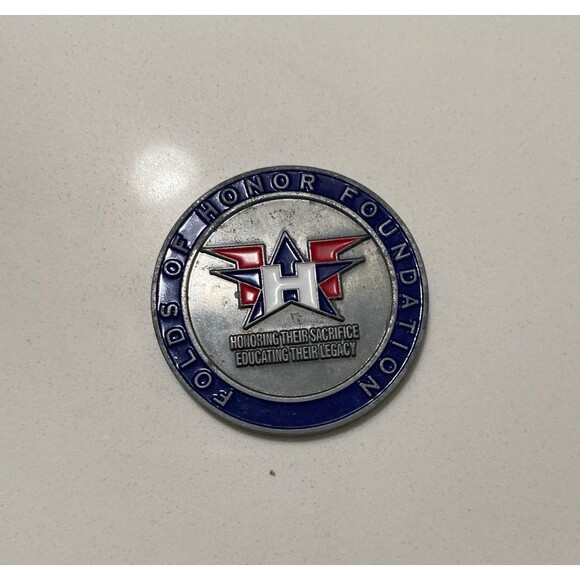 FOLDS OF HONOR FOUNDATION
H
HONORING THEIR SACRIFICE
EDUCATING THEIR LEGACY